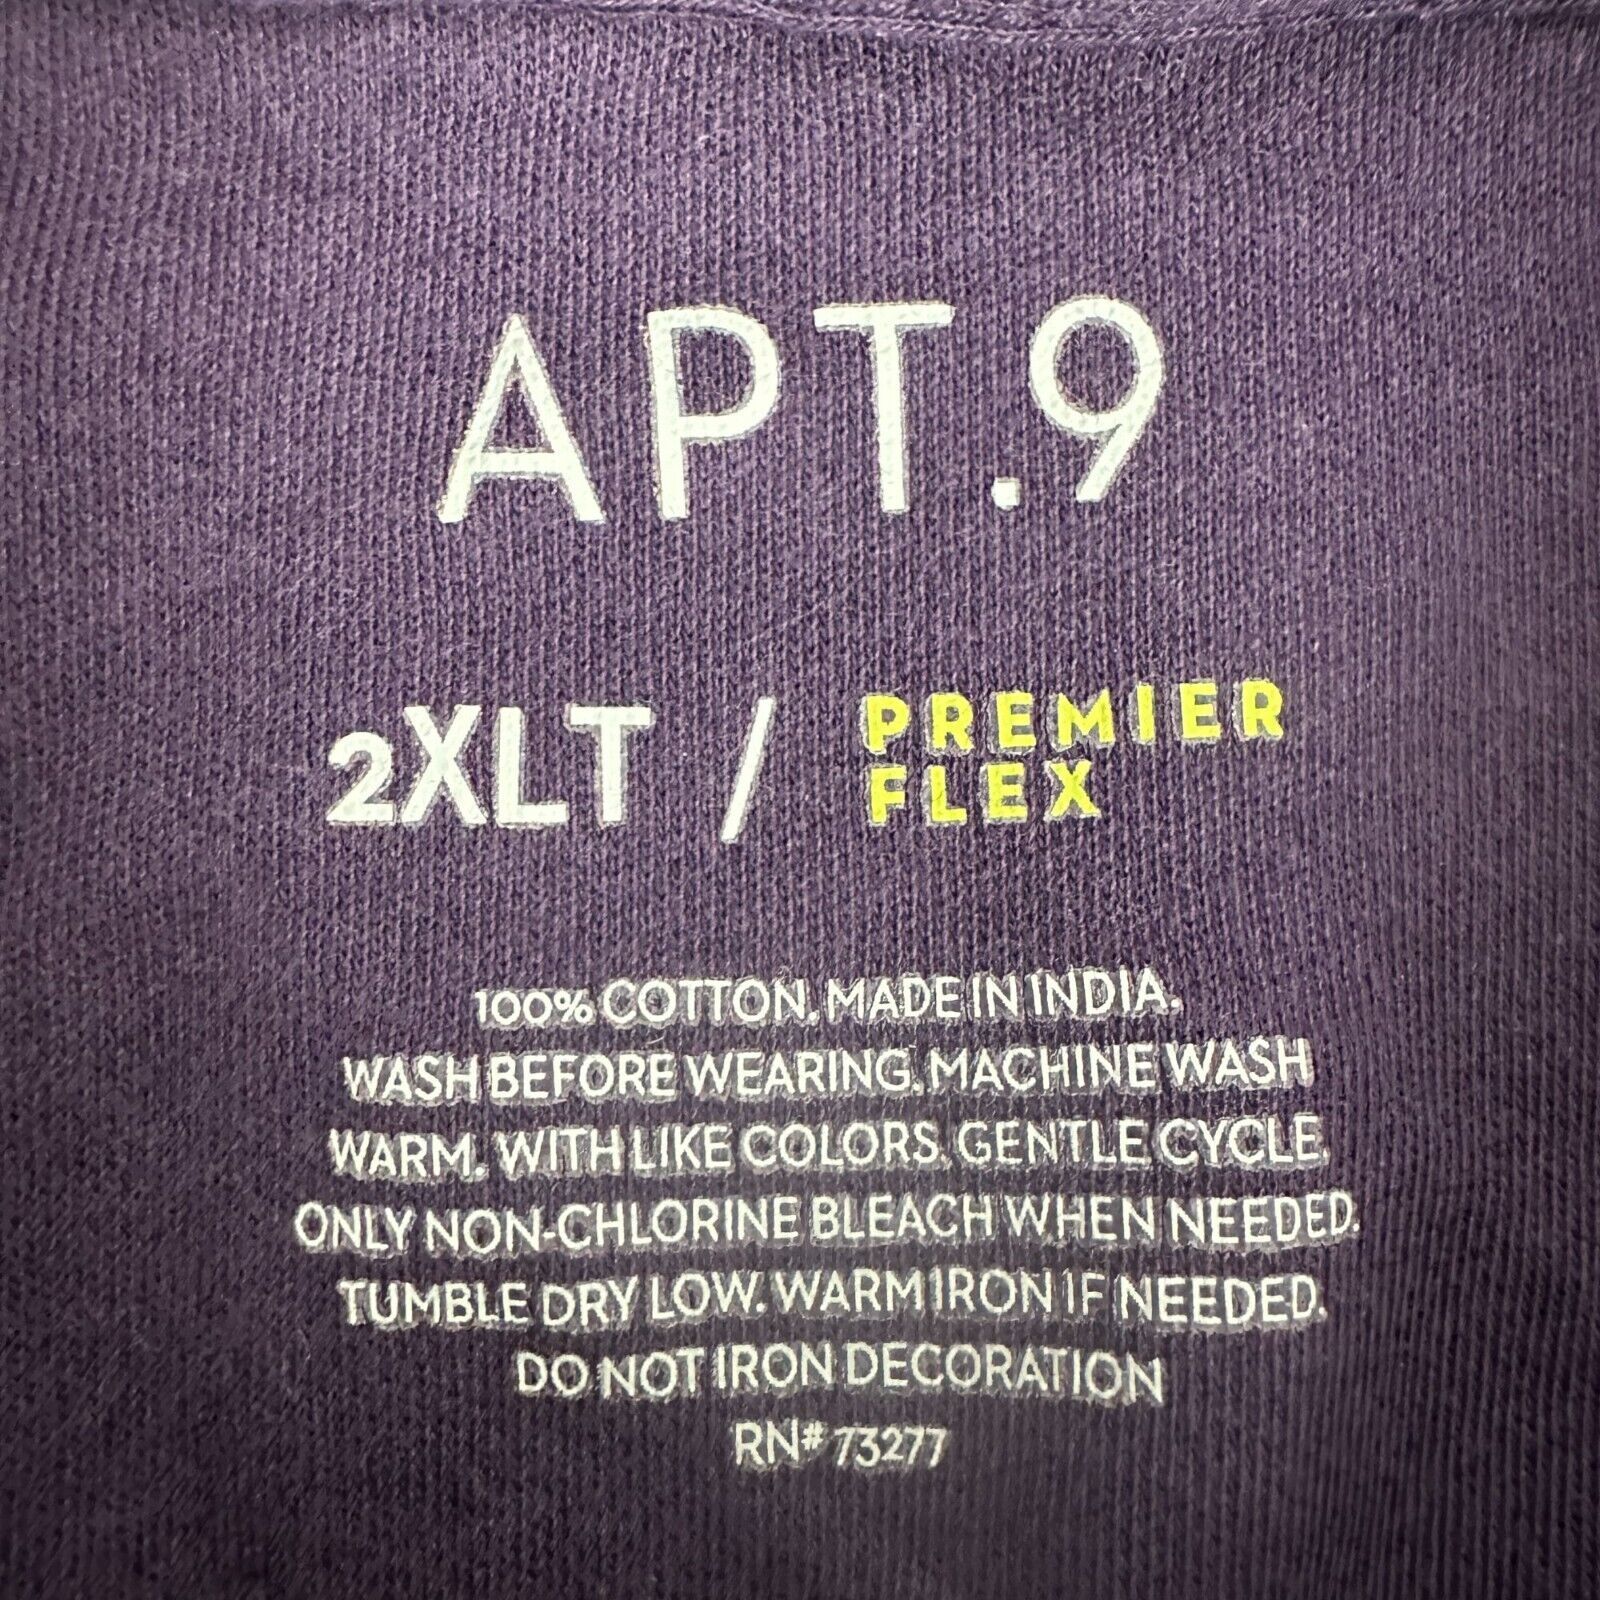 APT.9
2XLT / PREMIER
FLEX
100% COTTON. MADE IN INDIA.
WASH BEFORE WEARING. MACHINE WASH
WARM. WITH LIKE COLORS. GENTLE CYCLE.
ONLY NON-CHLORINE BLEACH WHEN NEEDED.
TUMBLE DRY LOW. WARM IRON IF NEEDED.
DO NOT IRON DECORATION
RN# 73277